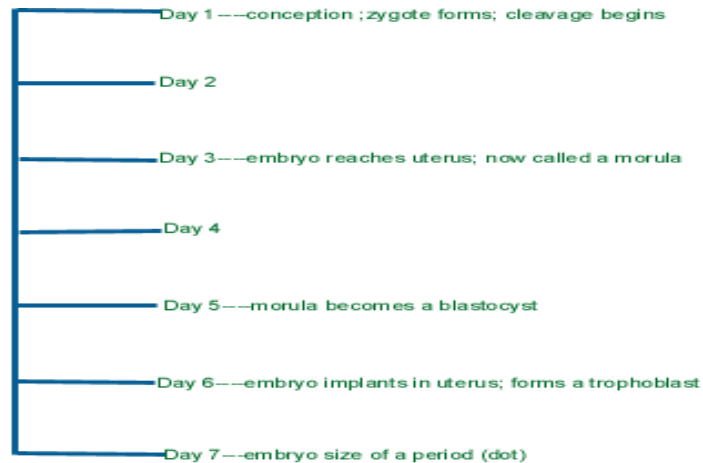 Day 1----conception ;zygote forms; cleavage begins
Day 2
Day 3----embryo reaches uterus; now called a morula
Day 4
Day 5----morula becomes a blastocyst
Day 6----embryo implants in uterus; forms a trophoblast
Day 7---embryo size of a period (dot)